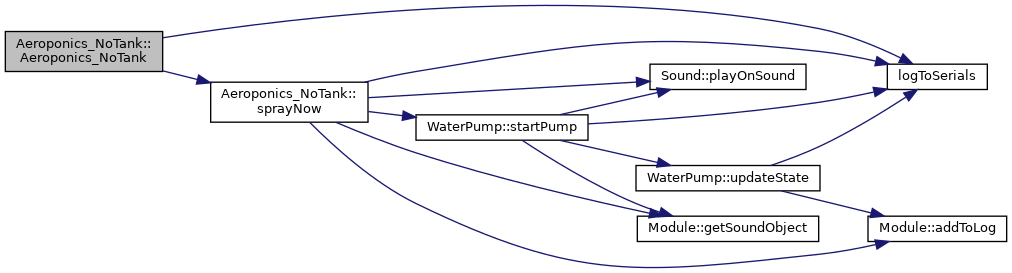 Aeroponics_NoTank::
Aeroponics_NoTank
Aeroponics_NoTank::
sprayNow
Sound::playOnSound
logToSerials
WaterPump::startPump
WaterPump::updateState
Module::getSoundObject
Module::addToLog